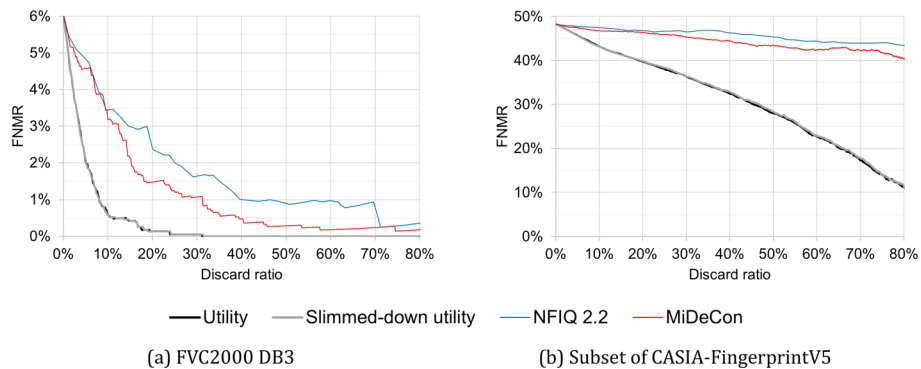 6%
5%
4%
3%
2%
1%
0%
FNMR
0% 10% 20% 30% 40% 50% 60% 70% 80%
Discard ratio
50%
40%
30%
20%
10%
0%
FNMR
0% 10% 20% 30% 40% 50% 60% 70% 80%
Discard ratio
Utility Slimmed-down utility NFIQ 2.2 MiDeCon
(a) FVC2000 DB3
(b) Subset of CASIA-FingerprintV5